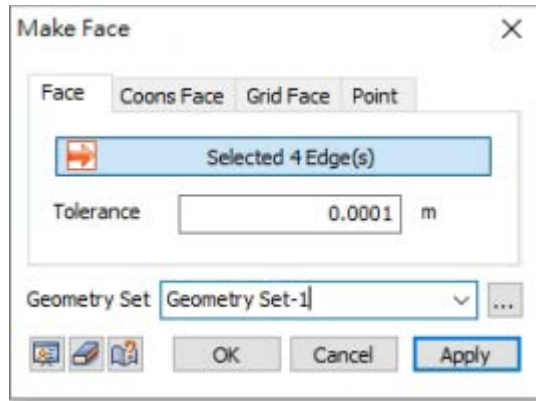 Make Face
Face Coons Face Grid Face Point
Selected 4 Edge(s)
Tolerance 0.0001 m
Geometry Set Geometry Set-1 ...
OK Cancel Apply